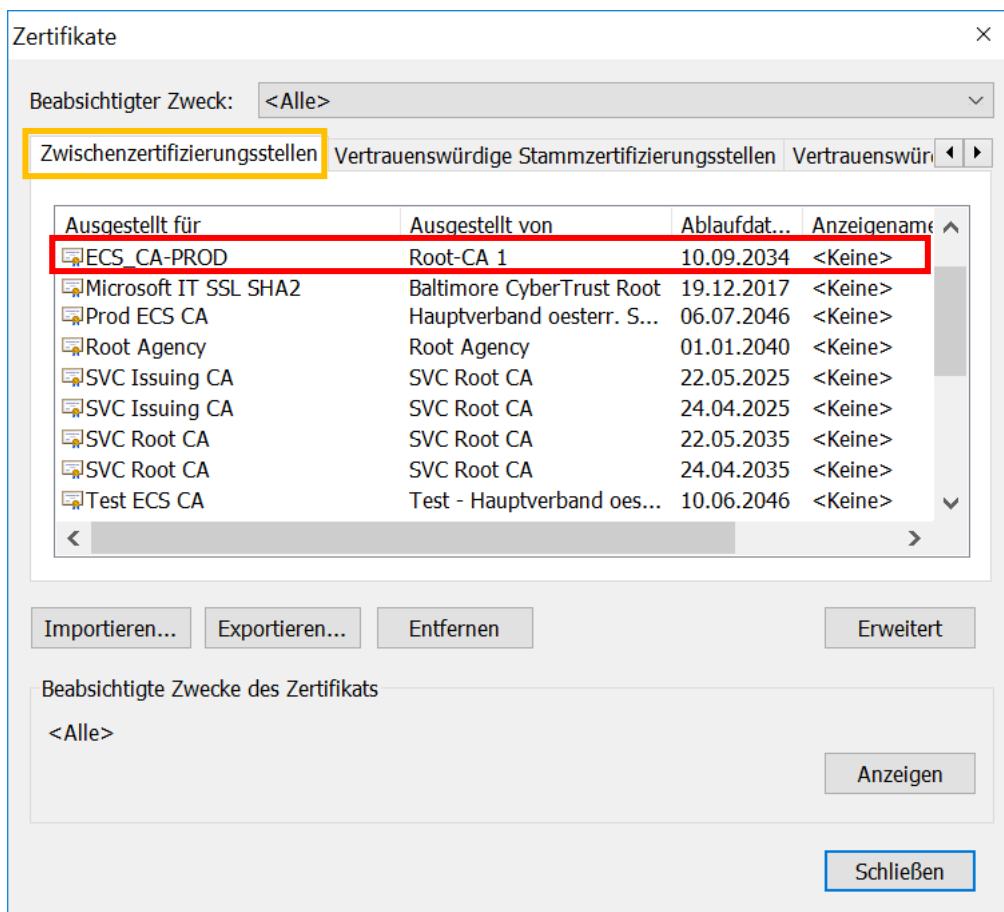 Zertifikate
Beabsichtigter Zweck: <Alle>
Zwischenzertifizierungsstellen Vertrauenswürdige Stammzertifizierungsstellen Vertrauenswür
Ausgestellt für Ausgestellt von Ablaufdat... Anzeigename
ECS_CA-PROD Root-CA 1 10.09.2034 <Keine>
Microsoft IT SSL SHA2 Baltimore CyberTrust Root 19.12.2017 <Keine>
Prod ECS CA Hauptverband oesterr. S... 06.07.2046 <Keine>
Root Agency Root Agency 01.01.2040 <Keine>
SVC Issuing CA SVC Root CA 22.05.2025 <Keine>
SVC Issuing CA SVC Root CA 24.04.2025 <Keine>
SVC Root CA SVC Root CA 22.05.2035 <Keine>
SVC Root CA SVC Root CA 24.04.2035 <Keine>
Test ECS CA Test - Hauptverband oes... 10.06.2046 <Keine>
Importieren... Exportieren... Entfernen Erweitert
Beabsichtigte Zwecke des Zertifikats
<Alle>
Anzeigen
Schließen